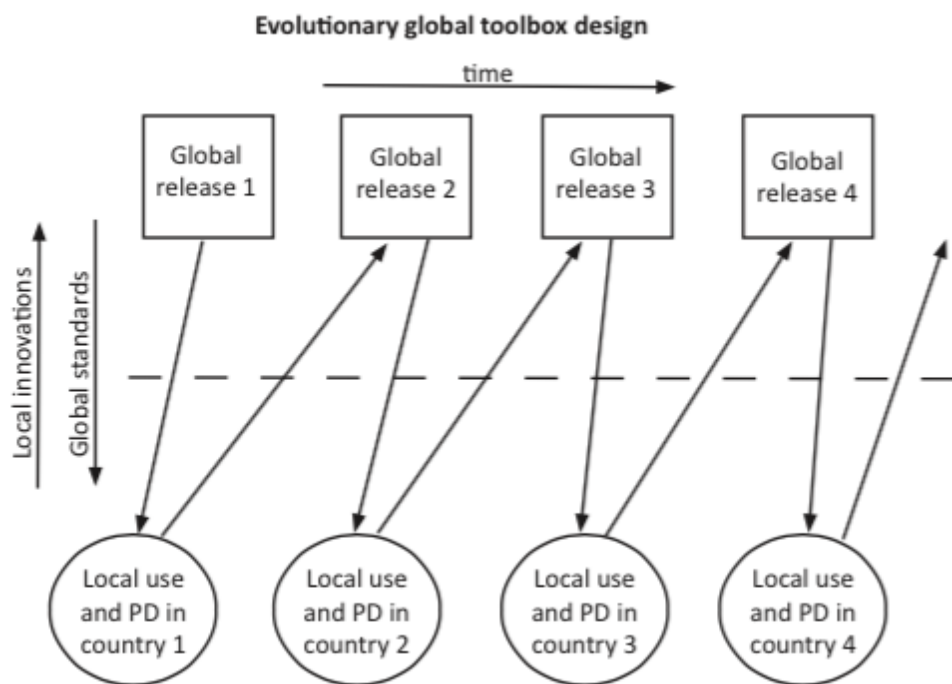 Evolutionary global toolbox design
time
Global
release 1
Global
release 2
Global
release 3
Global
release 4
Local innovations
Global standards
Local use
and PD in
country 1
Local use
and PD in
country 2
Local use
and PD in
country 3
Local use
and PD in
country 4